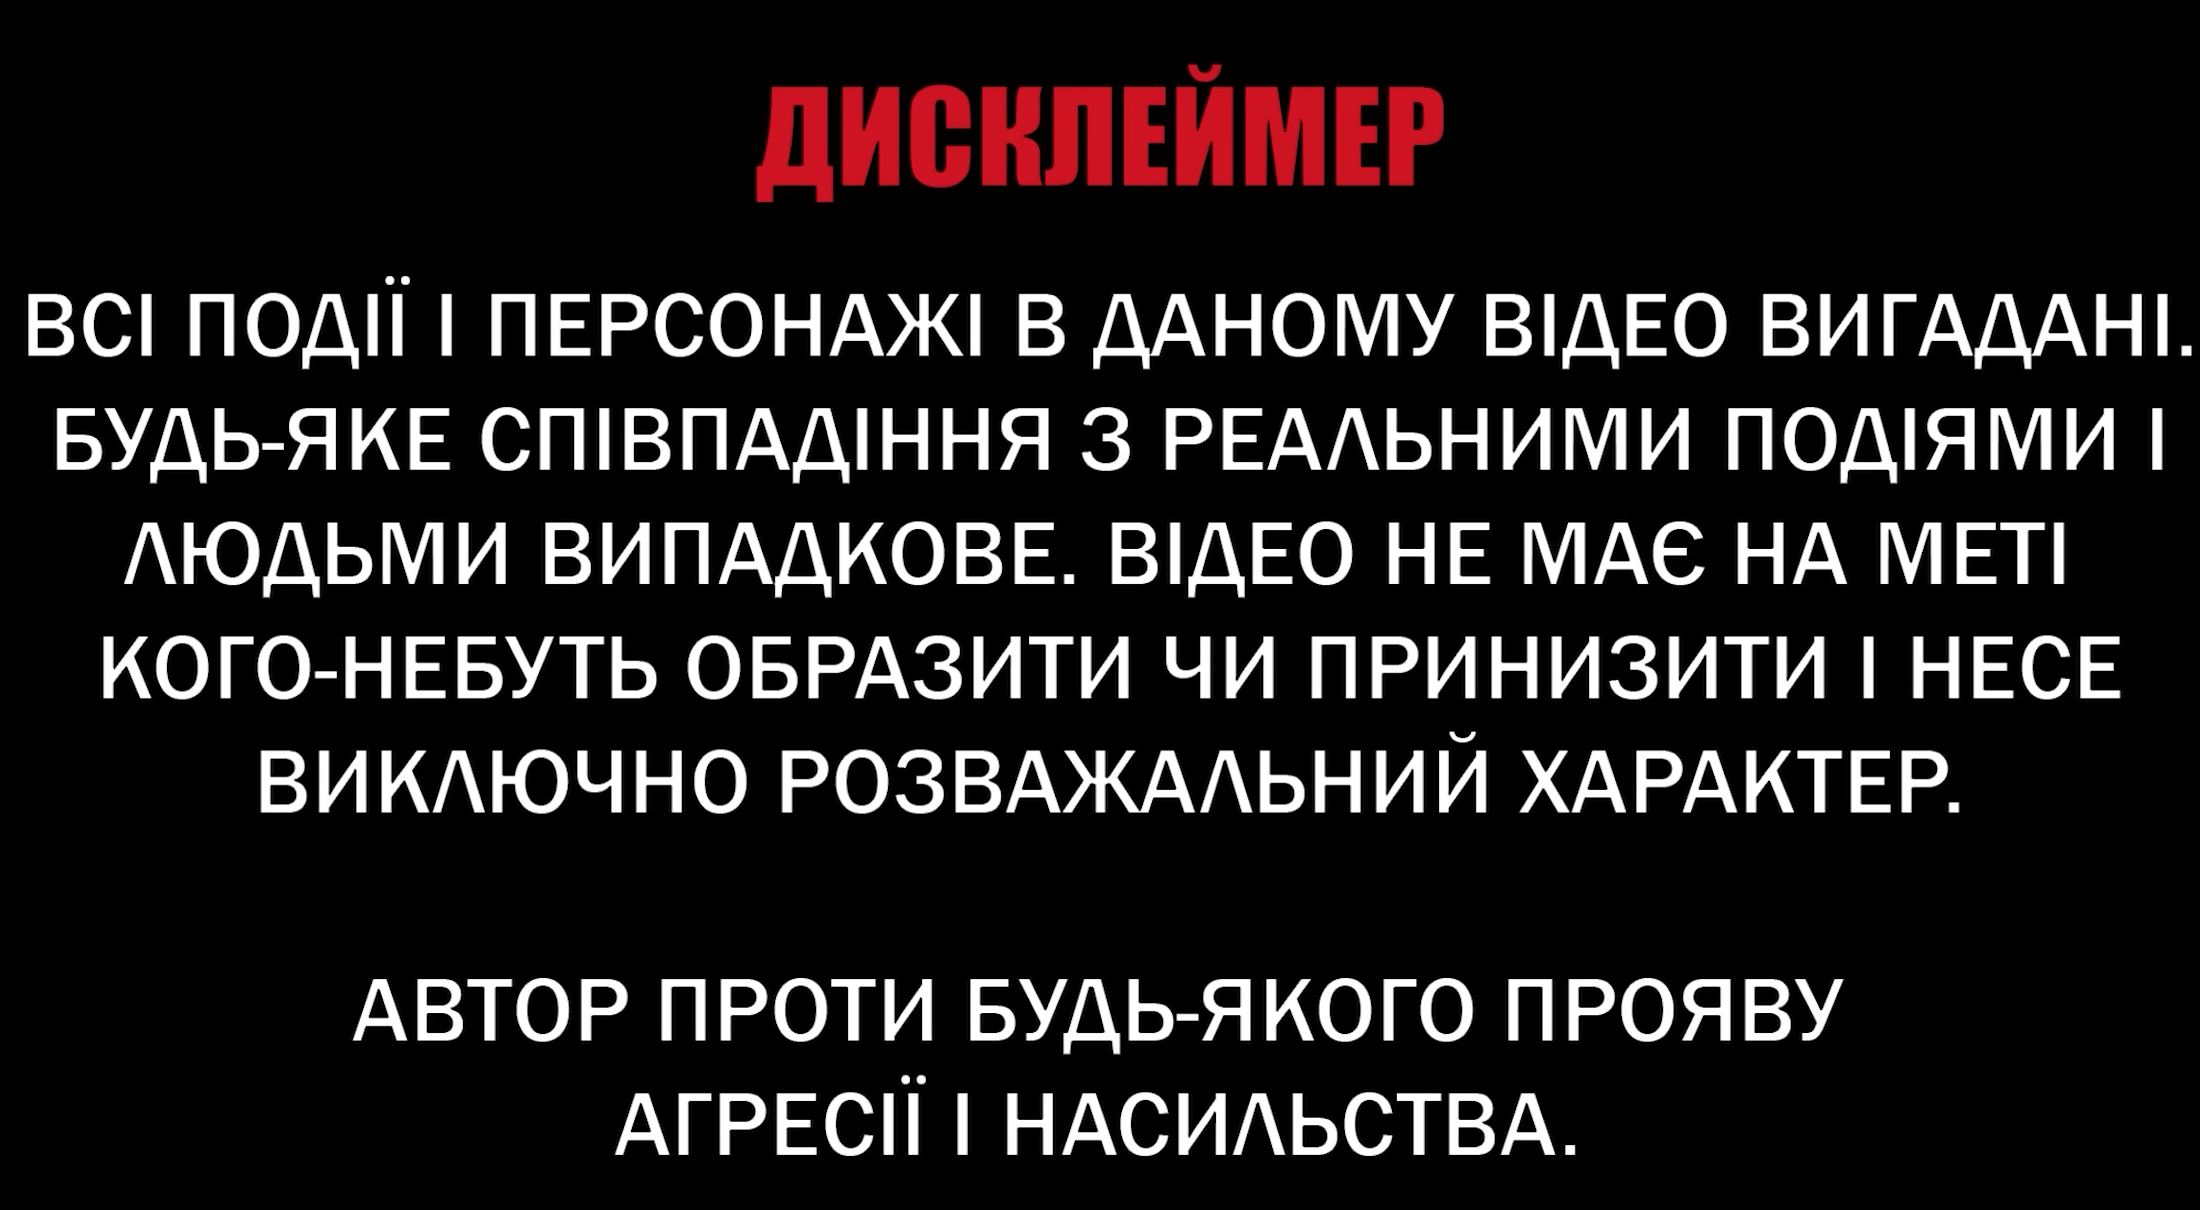 ДИСКЛЕЙМЕР
ВСІ ПОДІЇ І ПЕРСОНАЖІ В ДАНОМУ ВІДЕО ВИГАДАНІ.
БУДЬ-ЯКЕ СПІВПАДІННЯ З РЕАЛЬНИМИ ПОДІЯМИ І
ЛЮДЬМИ ВИПАДКОВЕ. ВІДЕО НЕ МАЄ НА МЕТІ
КОГО-НЕБУТЬ ОБРАЗИТИ ЧИ ПРИНИЗИТИ І НЕСЕ
ВИКЛЮЧНО РОЗВАЖАЛЬНИЙ ХАРАКТЕР.
АВТОР ПРОТИ БУДЬ-ЯКОГО ПРОЯВУ
АГРЕСІЇ І НАСИЛЬСТВА.